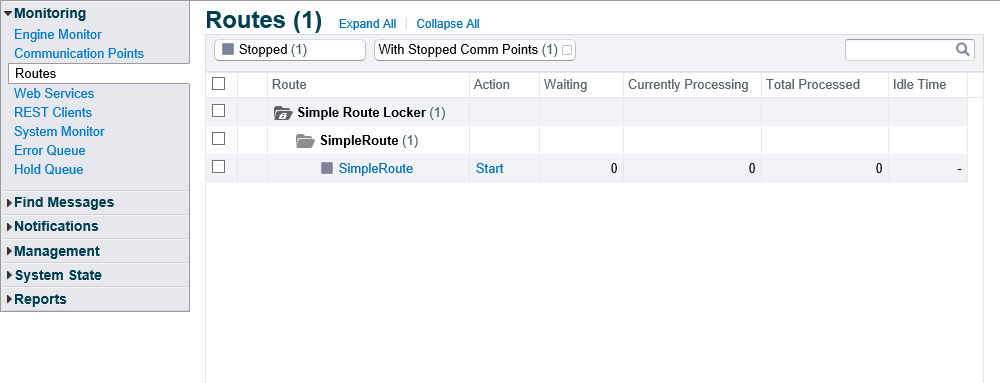 Monitoring
Engine Monitor
Communication Points
Routes
Web Services
REST Clients
System Monitor
Error Queue
Hold Queue
Find Messages
Notifications
Management
System State
Reports
Routes (1) Expand All Collapse All
Stopped (1) With Stopped Comm Points (1)
Route Action Waiting Currently Processing Total Processed Idle Time
Simple Route Locker (1)
SimpleRoute (1)
SimpleRoute Start 0 0 0 -